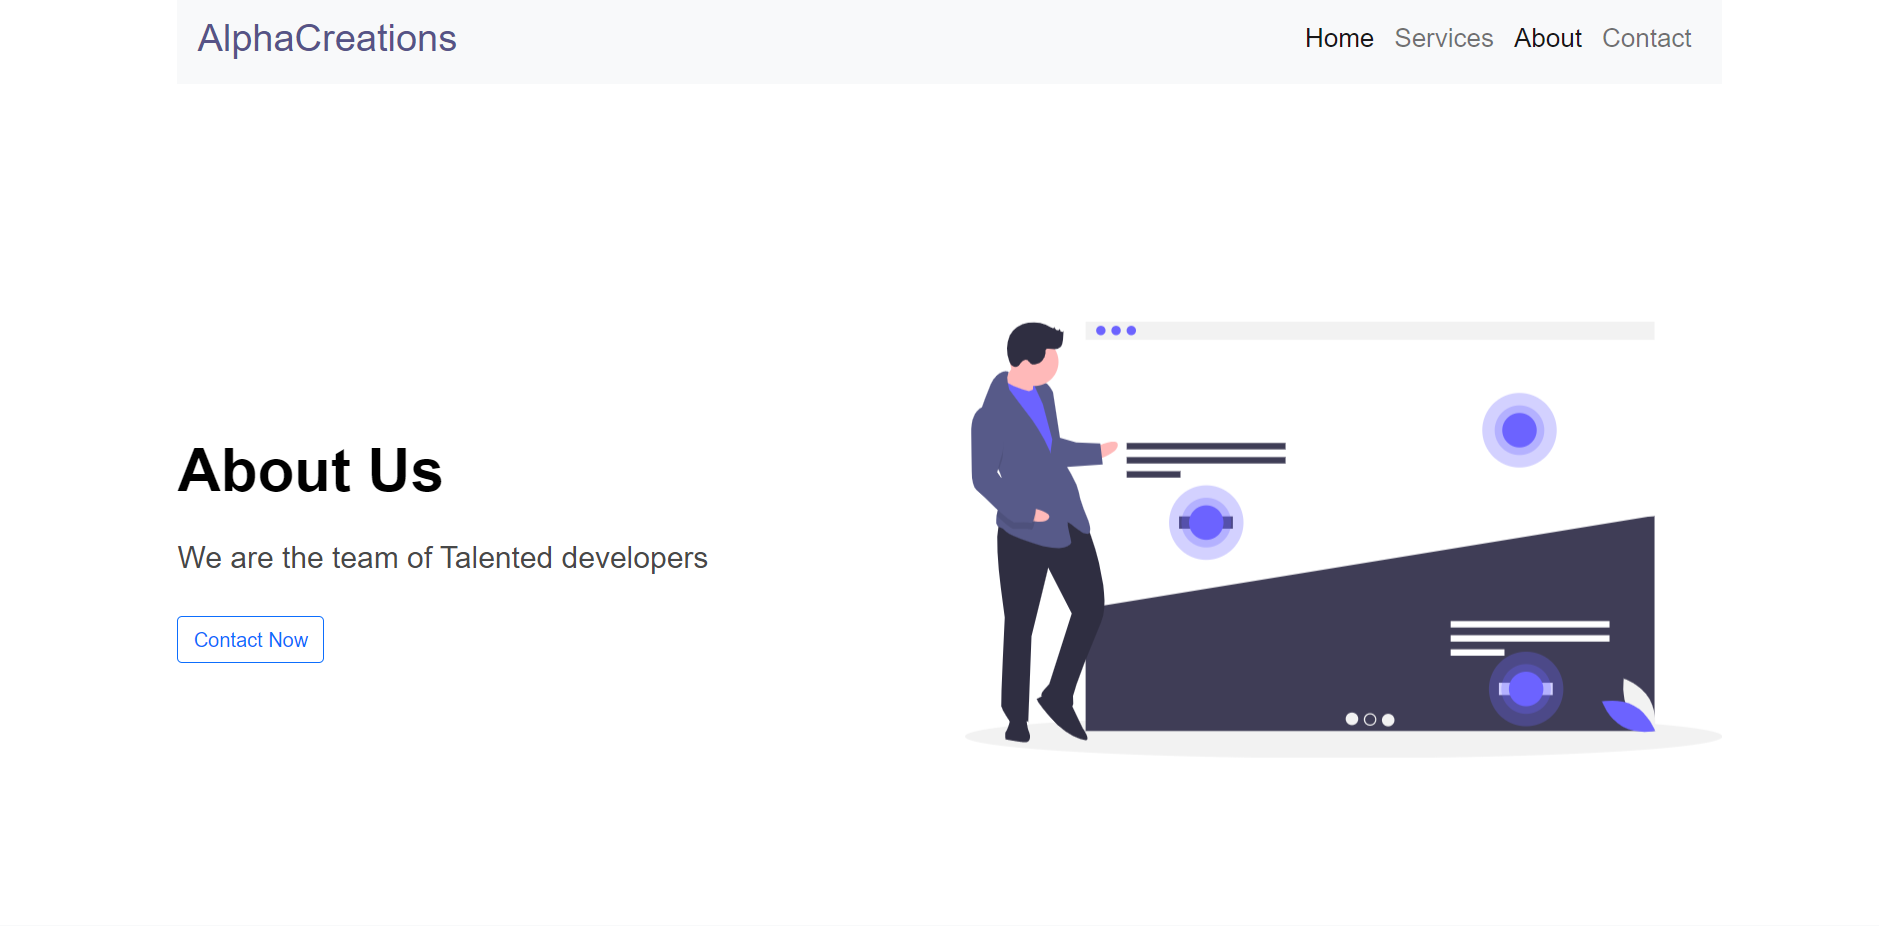 AlphaCreations
Home Services About Contact
About Us
We are the team of Talented developers
Contact Now